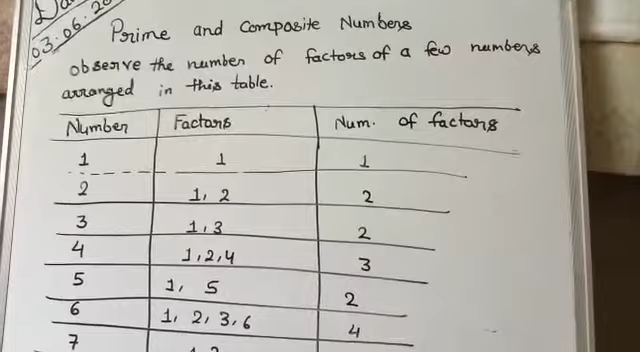 03.06.20
Prime and Composite Numbers
observe the number of factors of a few numbers
arranged in this table.
Number Factors Num. of factors
1 1 1
2 1, 2 2
3 1, 3 2
4 1, 2, 4 3
5 1, 5 2
6 1, 2, 3, 6 4
7